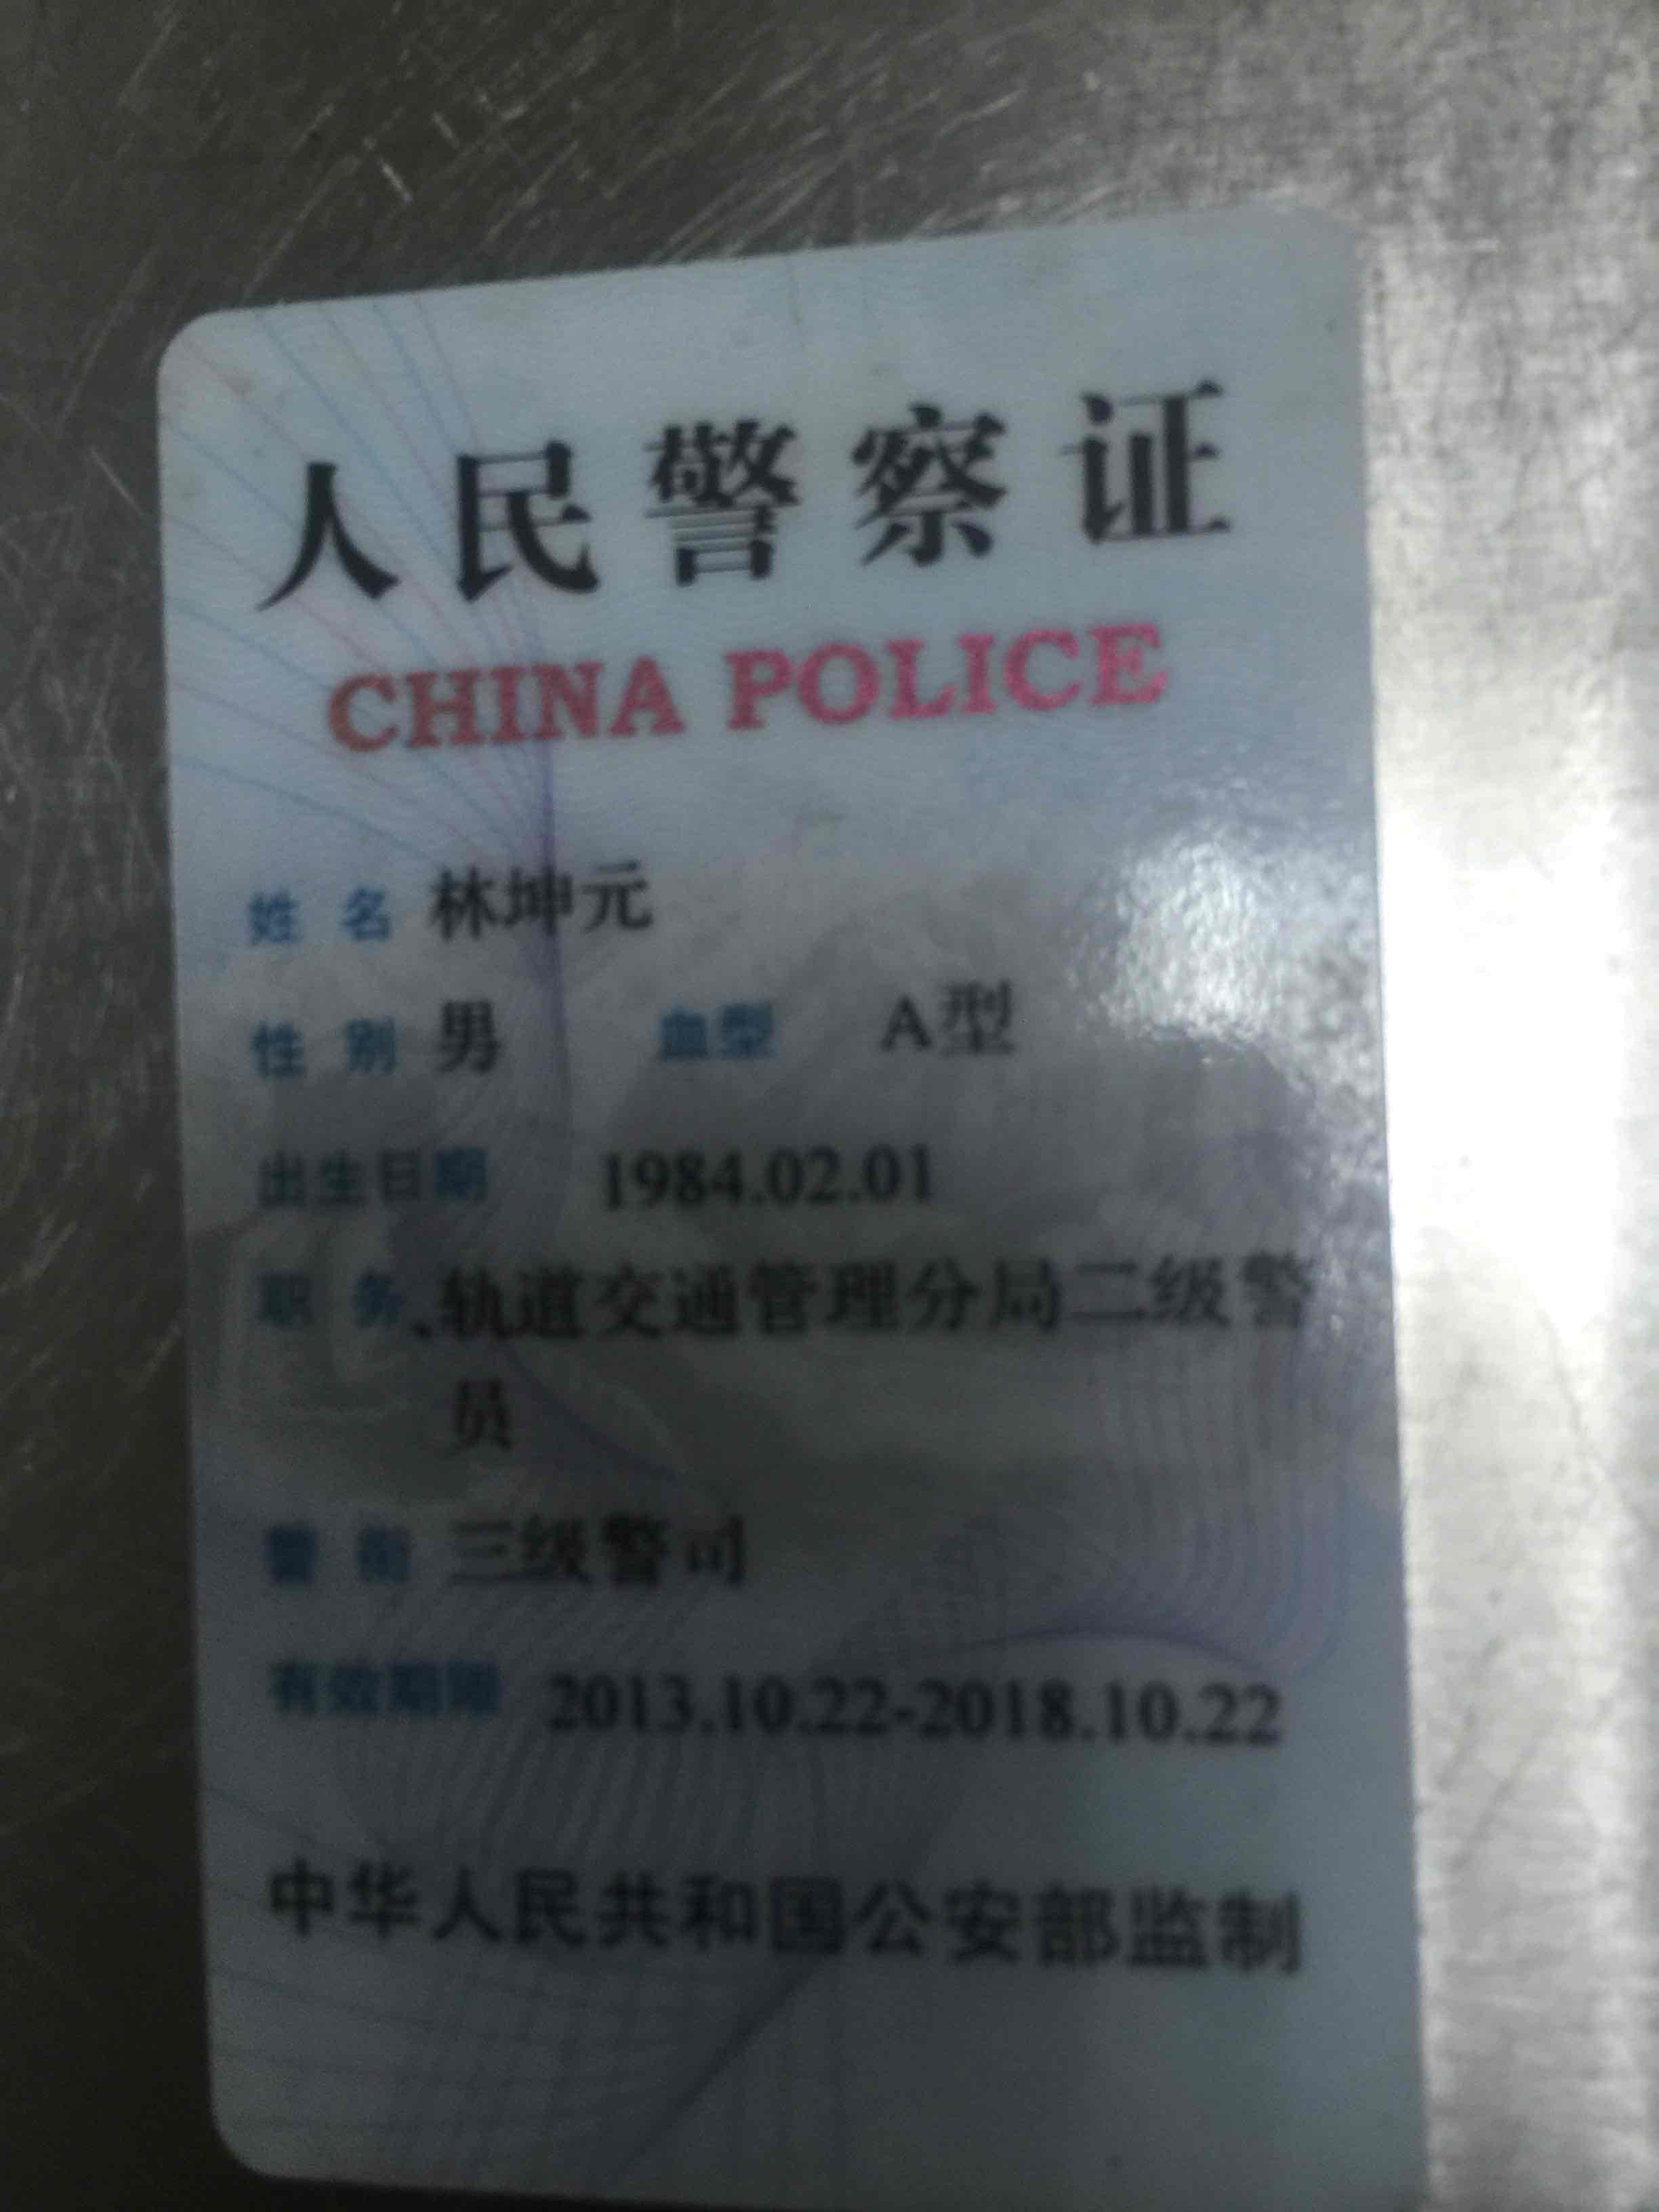 人民警察证
CHINA POLICE
姓名 林坤元
性别 男 血型 A型
出生日期 1984.02.01
职务 轨道交通管理分局二级警
员
警衔 三级警司
有效期限 2013.10.22-2018.10.22
中华人民共和国公安部监制